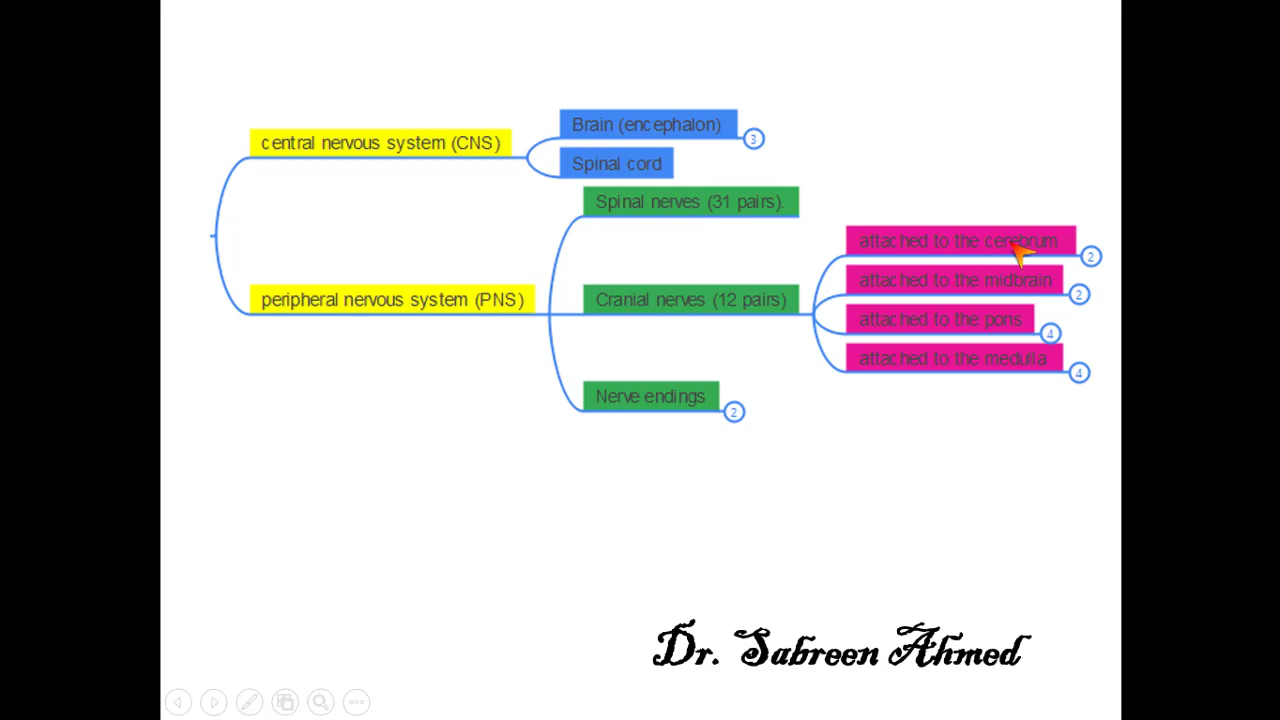 central nervous system (CNS)
Brain (encephalon)
3
Spinal cord
peripheral nervous system (PNS)
Spinal nerves (31 pairs).
Cranial nerves (12 pairs)
attached to the cerebrum
2
attached to the midbrain
2
attached to the pons
4
attached to the medulla
4
Nerve endings
2
Dr. Sabreen Ahmed